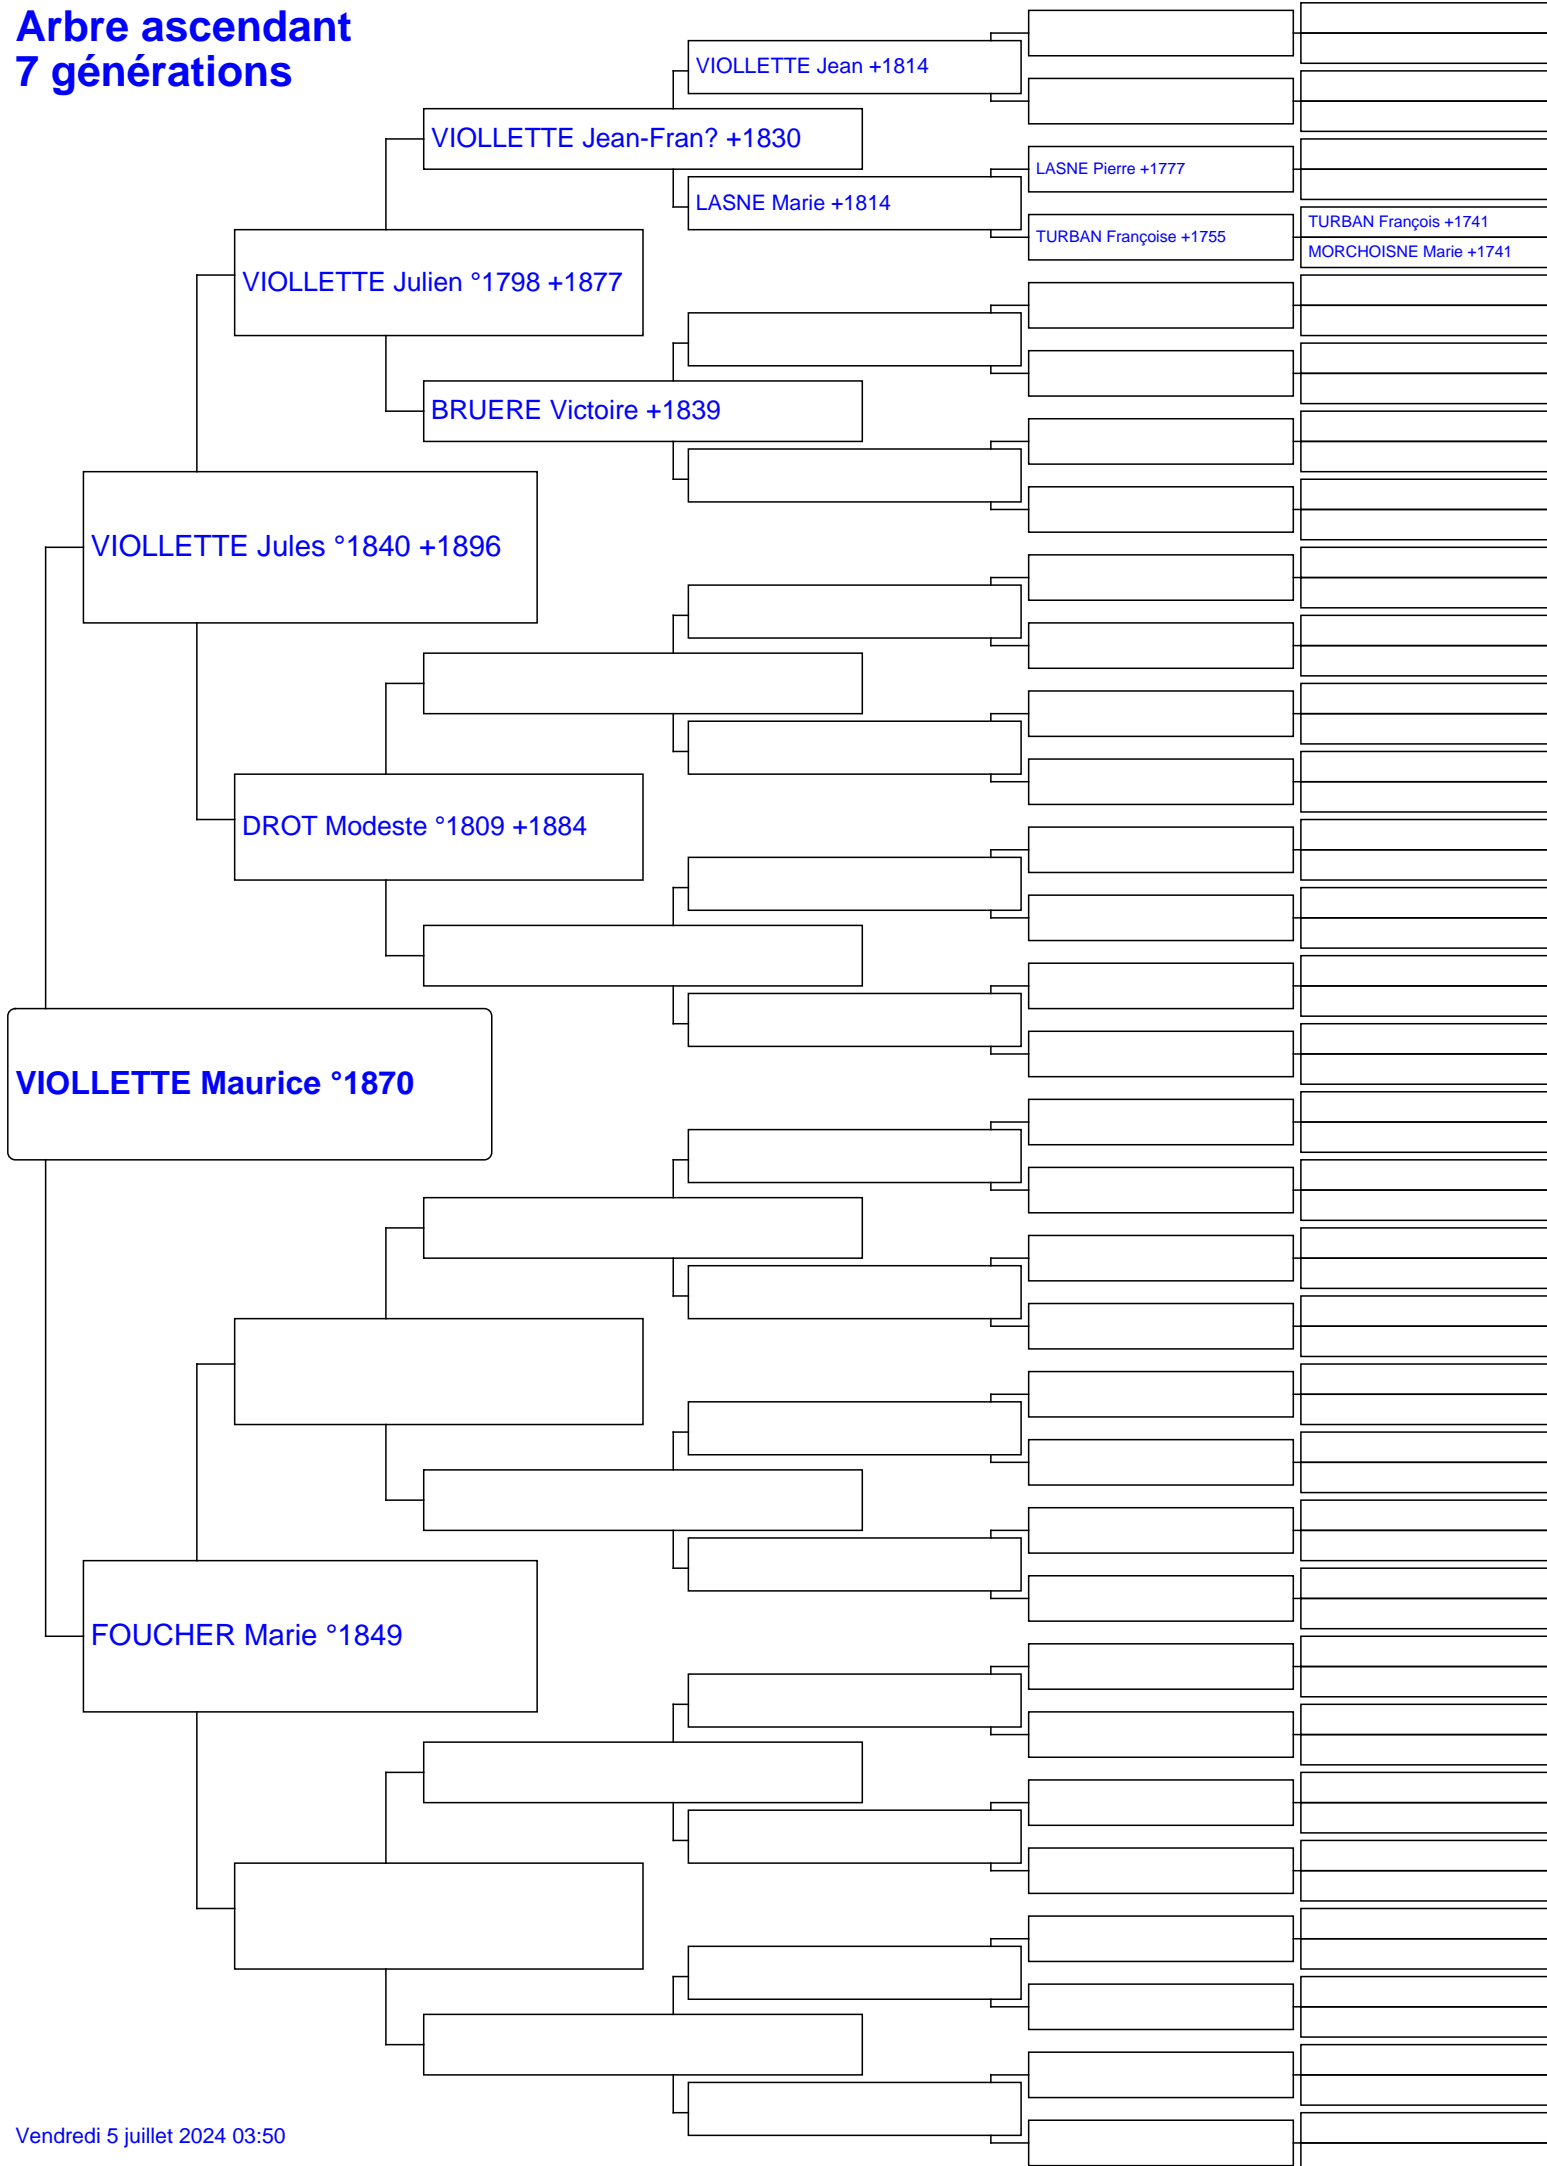 Arbre ascendant
7 générations
VIOLLETTE Jean +1814
VIOLLETTE Jean-Fran? +1830
LASNE Pierre +1777
LASNE Marie +1814
TURBAN François +1741
TURBAN Françoise +1755
MORCHOISNE Marie +1741
VIOLLETTE Julien °1798 +1877
BRUERE Victoire +1839
VIOLLETTE Jules °1840 +1896
DROT Modeste °1809 +1884
VIOLLETTE Maurice °1870
FOUCHER Marie °1849
Vendredi 5 juillet 2024 03:50